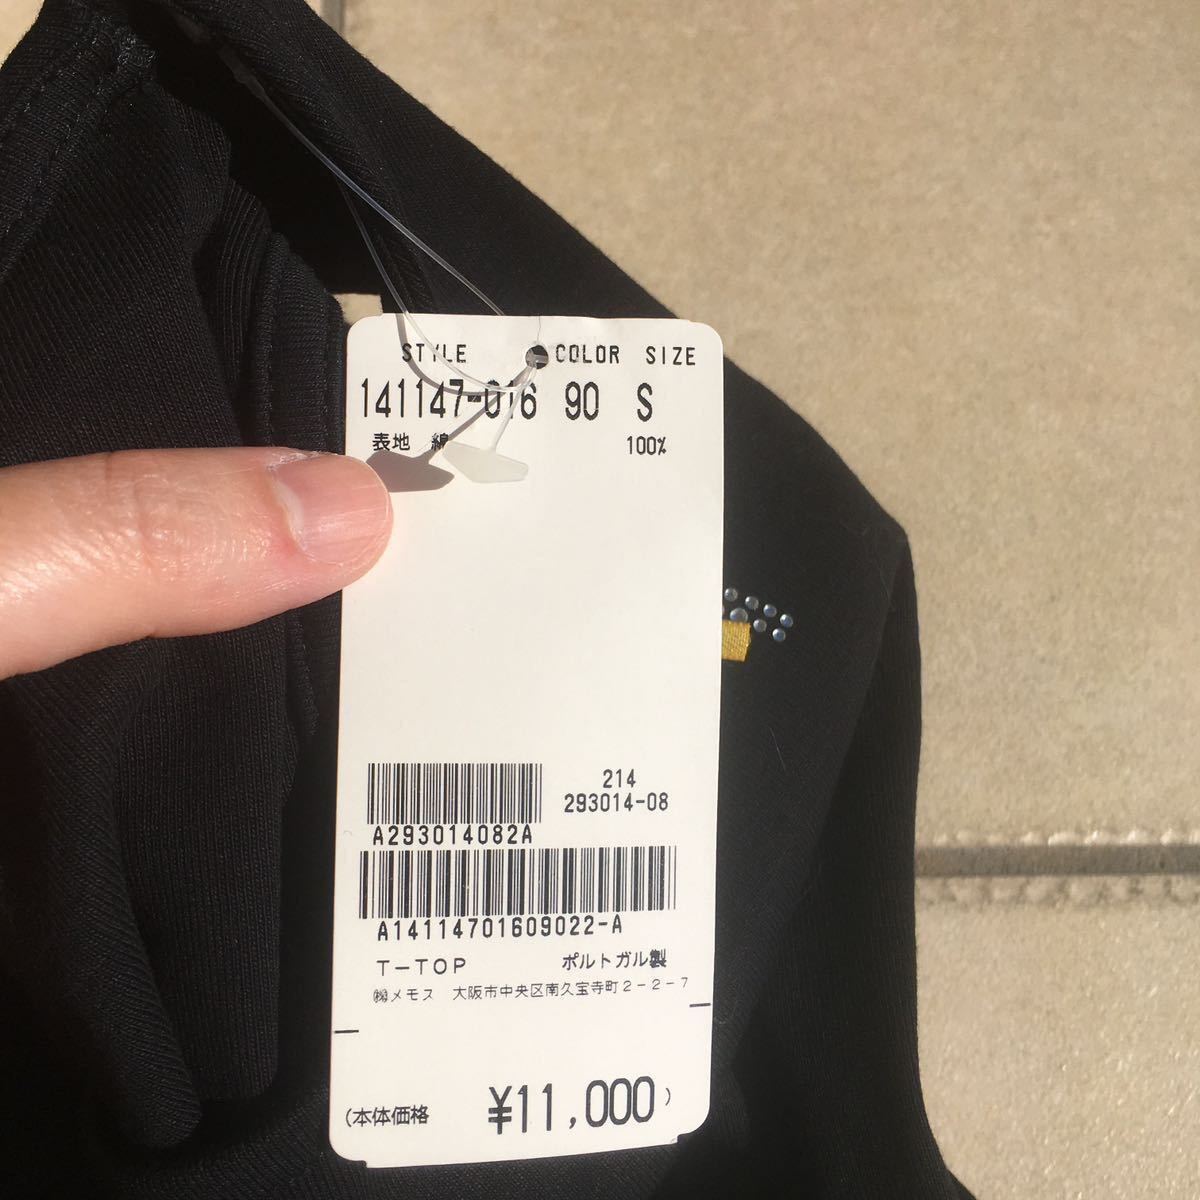 STYLE COLOR SIZE
141147-016 90 S
表地 綿 100%
214
293014-08
A293014082A
A14114701609022-A
T-TOP ポルトガル製
㈱メモス 大阪市中央区南久宝寺町2-2-7
(本体価格 ¥11,000)